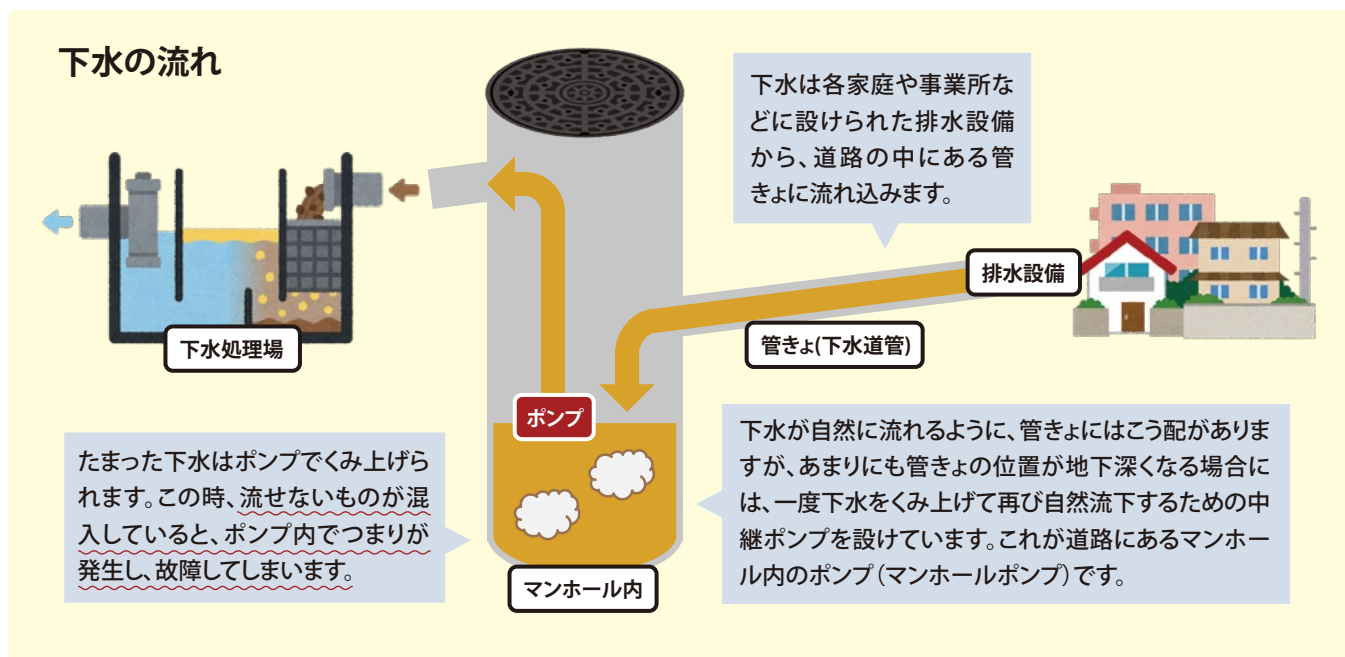 下水の流れ
下水は各家庭や事業所な
どに設けられた排水設備
から、道路の中にある管
きょに流れ込みます。
排水設備
管きょ(下水道管)
下水処理場
ポンプ
たまった下水はポンプでくみ上げら
れます。この時、流せないものが混
入していると、ポンプ内でつまりが
発生し、故障してしまいます。
下水が自然に流れるように、管きょにはこう配がありま
すが、あまりにも管きょの位置が地下深くなる場合に
は、一度下水をくみ上げて再び自然流下するための中
継ポンプを設けています。これが道路にあるマンホー
ル内のポンプ(マンホールポンプ)です。
マンホール内